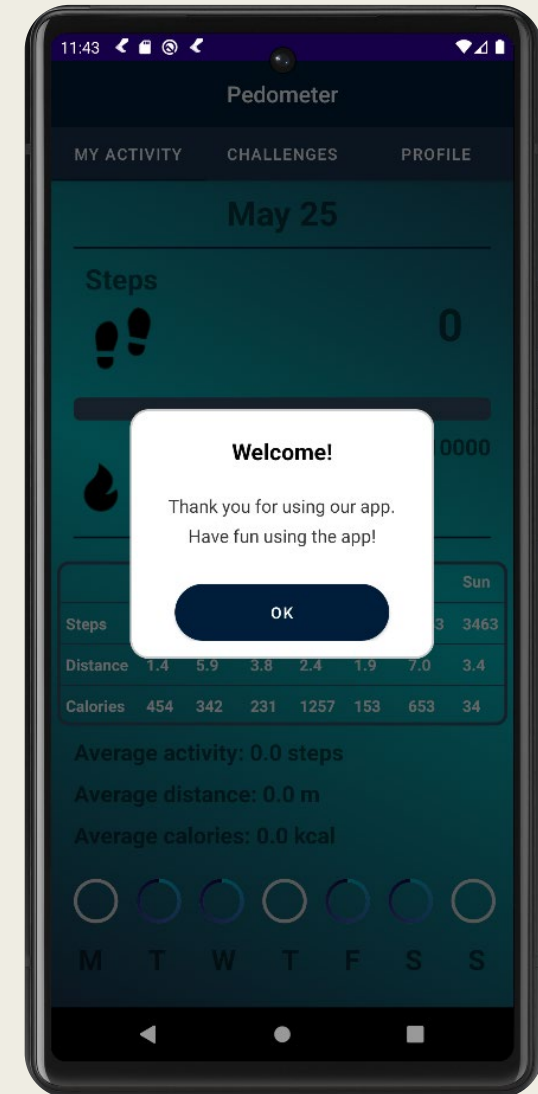 11:43
Pedometer
MY ACTIVITY CHALLENGES PROFILE
May 25
Steps
0
Welcome!
Thank you for using our app.
Have fun using the app!
OK
0000
Sun
Steps 3 3463
Distance 1.4 5.9 3.8 2.4 1.9 7.0 3.4
Calories 454 342 231 1257 153 653 34
Average activity: 0.0 steps
Average distance: 0.0 m
Average calories: 0.0 kcal
M T W T F S S